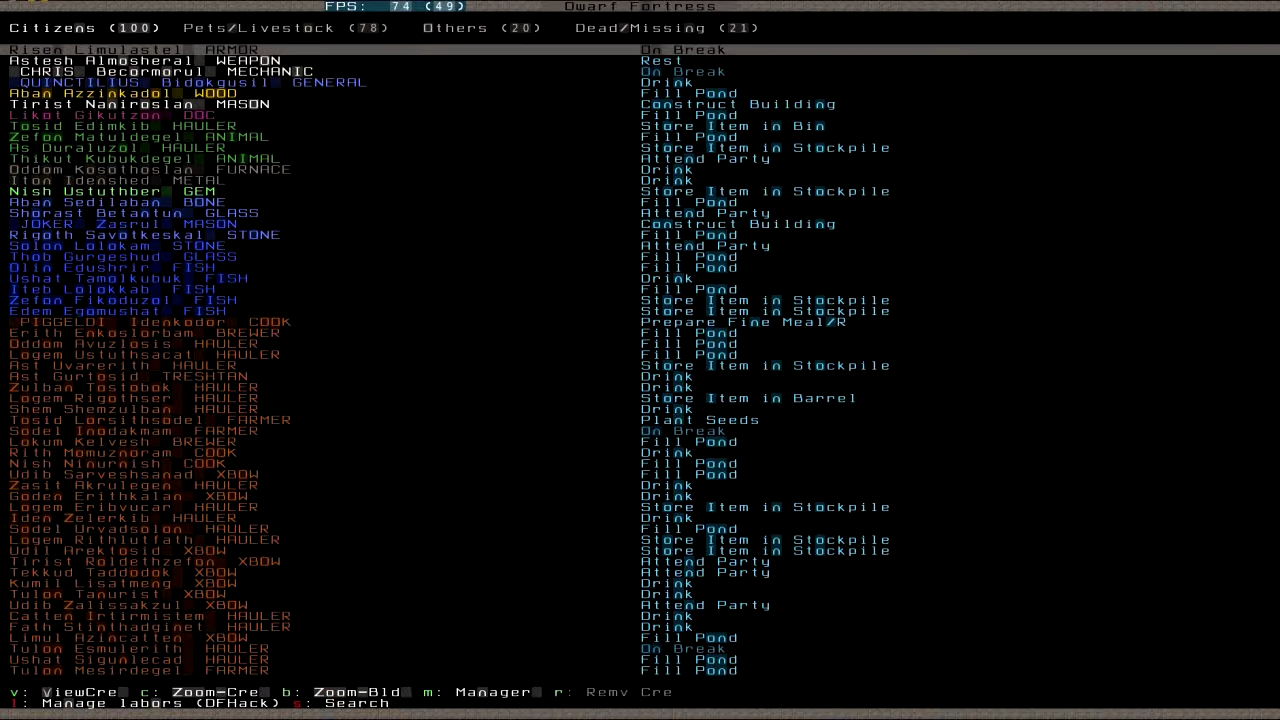 FPS: 74 (49) Dwarf Fortress
Citizens (100) Pets/Livestock (78) Others (20) Dead/Missing (21)
Risen Limulastel ARMOR On Break
Astesh Almosheral WEAPON Rest
CHRIS Becormorul MECHANIC On Break
QUINCTILIUS Bidokgusil GENERAL Drink
Aban Azzinkadol WOOD Fill Pond
Tirist Naniroslan MASON Construct Building
Likot Gikutzon DOC Fill Pond
Tosid Edimkib HAULER Store Item in Bin
Zefon Matuldegel ANIMAL Fill Pond
As Duraluzol HAULER Store Item in Stockpile
Thikut Kubukdegel ANIMAL Attend Party
Oddom Kosothoslan FURNACE Drink
Iton Idenshed METAL Drink
Nish Ustuthber GEM Store Item in Stockpile
Aban Sedilaban BONE Fill Pond
Shorast Betantun GLASS Attend Party
JOKER Zasrul MASON Construct Building
Rigoth Savotkeskal STONE Fill Pond
Solon Lolokam STONE Attend Party
Thob Gurgeshud GLASS Fill Pond
Olin Edushrir FISH Fill Pond
Ushat Tamolkubuk FISH Drink
Iteb Lolokkab FISH Fill Pond
Zefon Fikoduzol FISH Store Item in Stockpile
Edem Egomushat FISH Store Item in Stockpile
PIGGELDI Idenkodor COOK Prepare Fine Meal/R
Erith Enkoslorbam BREWER Fill Pond
Oddom Avuzlosis HAULER Fill Pond
Logem Ustuthsacat HAULER Fill Pond
Ast Uvarerith HAULER Store Item in Stockpile
Ast Gurtosid TRESHTAN Drink
Zulban Tostobok HAULER Drink
Logem Rigothser HAULER Store Item in Barrel
Shem Shemzulban HAULER Drink
Tosid Lorsithsodel FARMER Plant Seeds
Sodel Inodakmam FARMER On Break
Lokum Kelvesh BREWER Fill Pond
Rith Momuznoram COOK Drink
Nish Ninurnish COOK Fill Pond
Udib Sarveshsanad XBOW Fill Pond
Zasit Akrulegen HAULER Drink
Goden Erithkalan XBOW Drink
Logem Eribvucar HAULER Store Item in Stockpile
Iden Zelerkib HAULER Drink
Sodel Urvadsolon HAULER Fill Pond
Logem Rithlutfath HAULER Store Item in Stockpile
Udil Arektosid XBOW Store Item in Stockpile
Tirist Roldethzefon XBOW Attend Party
Tekkud Taddodok XBOW Attend Party
Kumil Lisatmeng XBOW Drink
Tulon Tanurist XBOW Drink
Udib Zalissakzul XBOW Attend Party
Catten Irtirmistem HAULER Drink
Fath Stinthadginet HAULER Drink
Limul Azincatten XBOW Fill Pond
Tulon Esmulerith HAULER On Break
Ushat Sigunlecad HAULER Fill Pond
Tulon Mesirdegel FARMER Fill Pond
v: ViewCre c: Zoom-Cre b: Zoom-Bld m: Manager r: Remv Cre
l: Manage labors (DFHack) s: Search